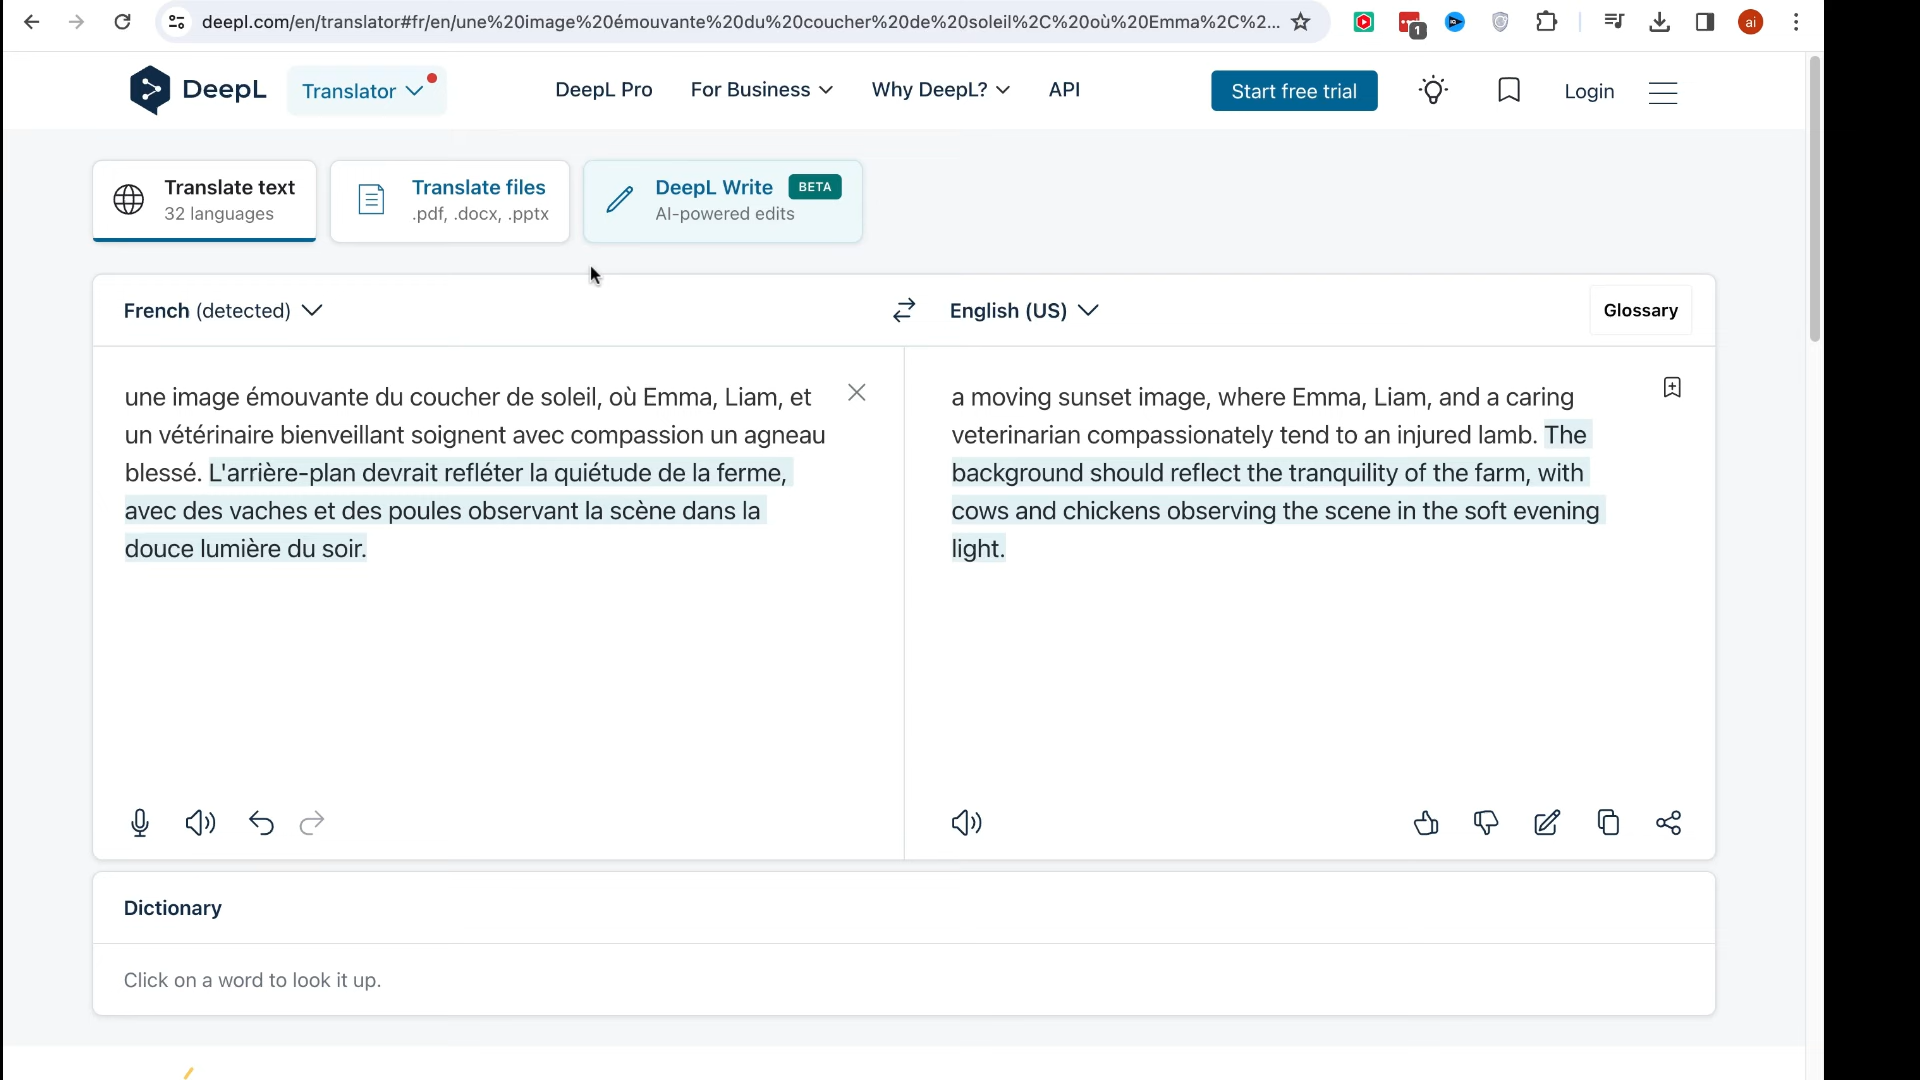 deepl.com/en/translator#fr/en/une%20image%20émouvante%20du%20coucher%20de%20soleil%2C%20où%20Emma%2C%2...
1
ai
DeepL
Translator
DeepL Pro
For Business
Why DeepL?
API
Start free trial
Login
Translate text
32 languages
Translate files
.pdf, .docx, .pptx
DeepL Write
BETA
AI-powered edits
French (detected)
English (US)
Glossary
une image émouvante du coucher de soleil, où Emma, Liam, et
un vétérinaire bienveillant soignent avec compassion un agneau
blessé. L'arrière-plan devrait refléter la quiétude de la ferme,
avec des vaches et des poules observant la scène dans la
douce lumière du soir.
a moving sunset image, where Emma, Liam, and a caring
veterinarian compassionately tend to an injured lamb. The
background should reflect the tranquility of the farm, with
cows and chickens observing the scene in the soft evening
light.
Dictionary
Click on a word to look it up.